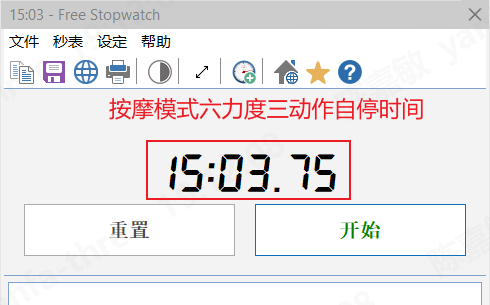 15:03 - Free Stopwatch
文件 秒表 设定 帮助
按摩模式六力度三动作自停时间
15:03.75
重置 开始